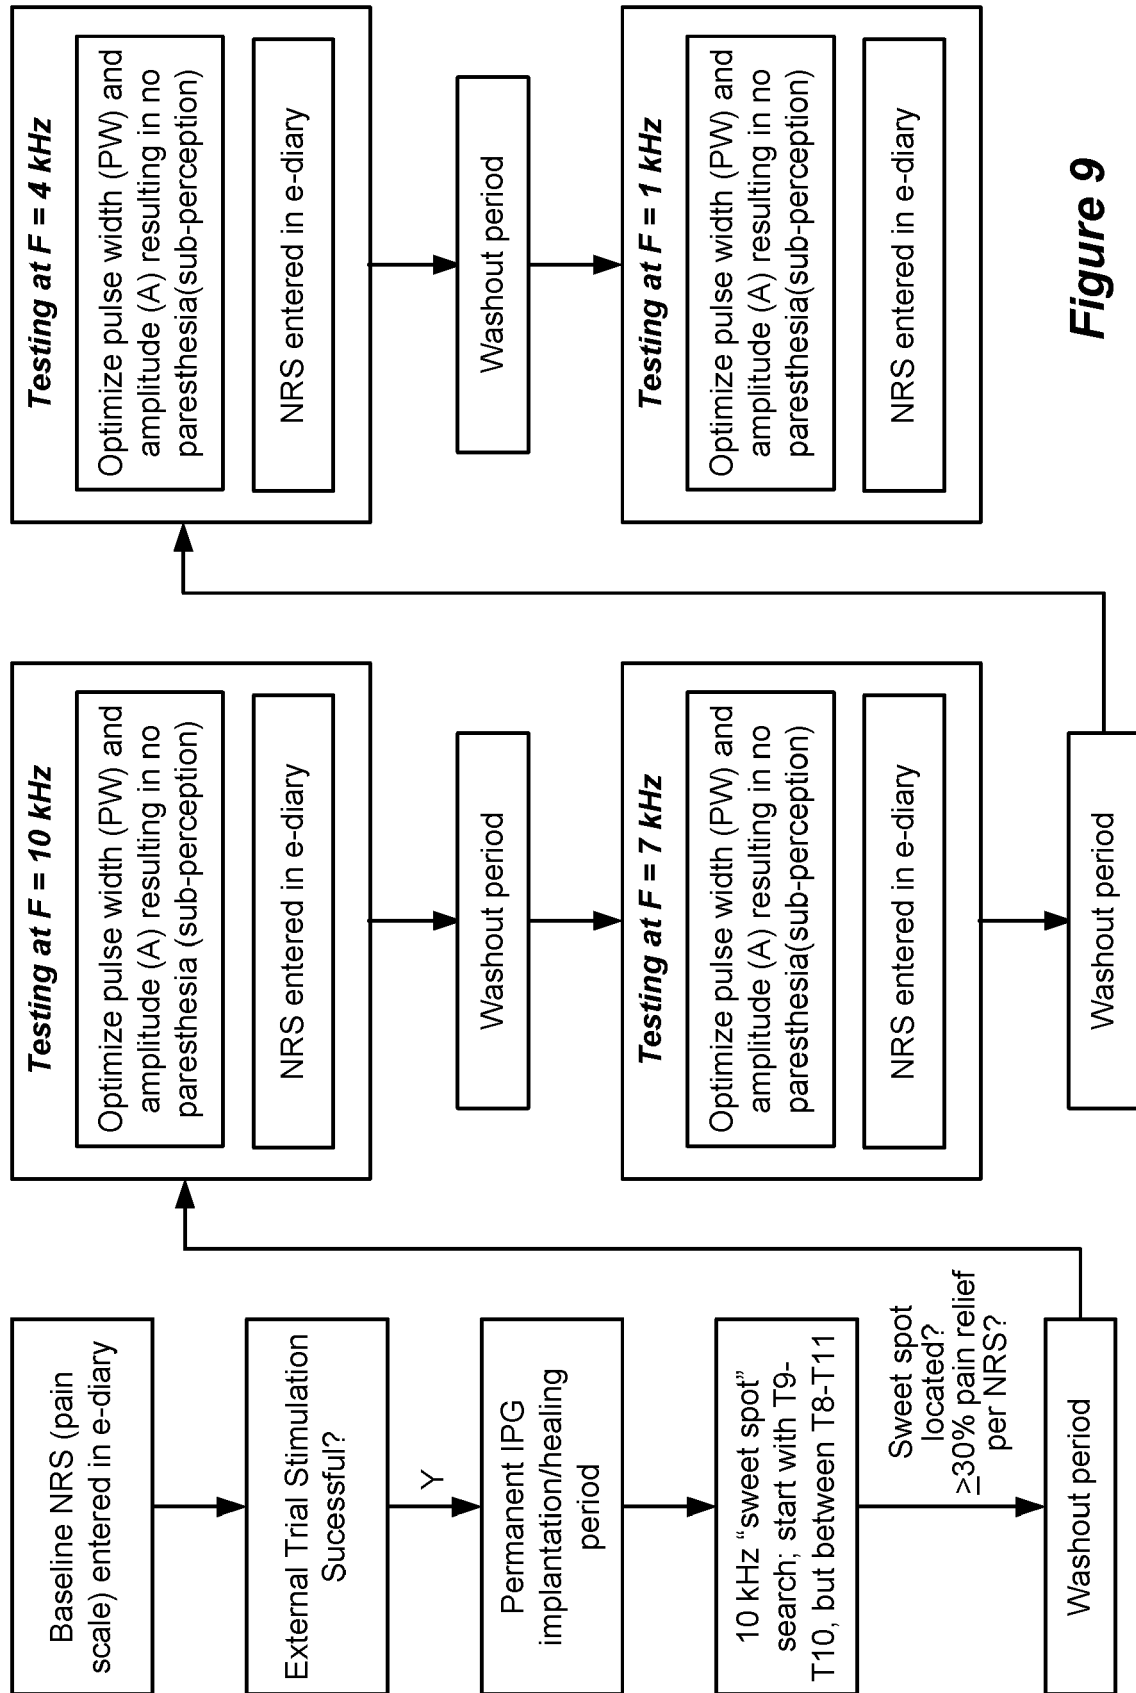 Baseline NRS (pain
scale) entered in e-diary
External Trial Stimulation
Sucessful?
Y
Permanent IPG
implantation/healing
period
10 kHz “sweet spot”
search; start with T9-
T10, but between T8-T11
Sweet spot
located?
≥30% pain relief
per NRS?
Washout period
Testing at F = 10 kHz
Optimize pulse width (PW) and
amplitude (A) resulting in no
paresthesia (sub-perception)
NRS entered in e-diary
Washout period
Testing at F = 7 kHz
Optimize pulse width (PW) and
amplitude (A) resulting in no
paresthesia(sub-perception)
NRS entered in e-diary
Washout period
Testing at F = 4 kHz
Optimize pulse width (PW) and
amplitude (A) resulting in no
paresthesia(sub-perception)
NRS entered in e-diary
Washout period
Testing at F = 1 kHz
Optimize pulse width (PW) and
amplitude (A) resulting in no
paresthesia(sub-perception)
NRS entered in e-diary
Figure 9